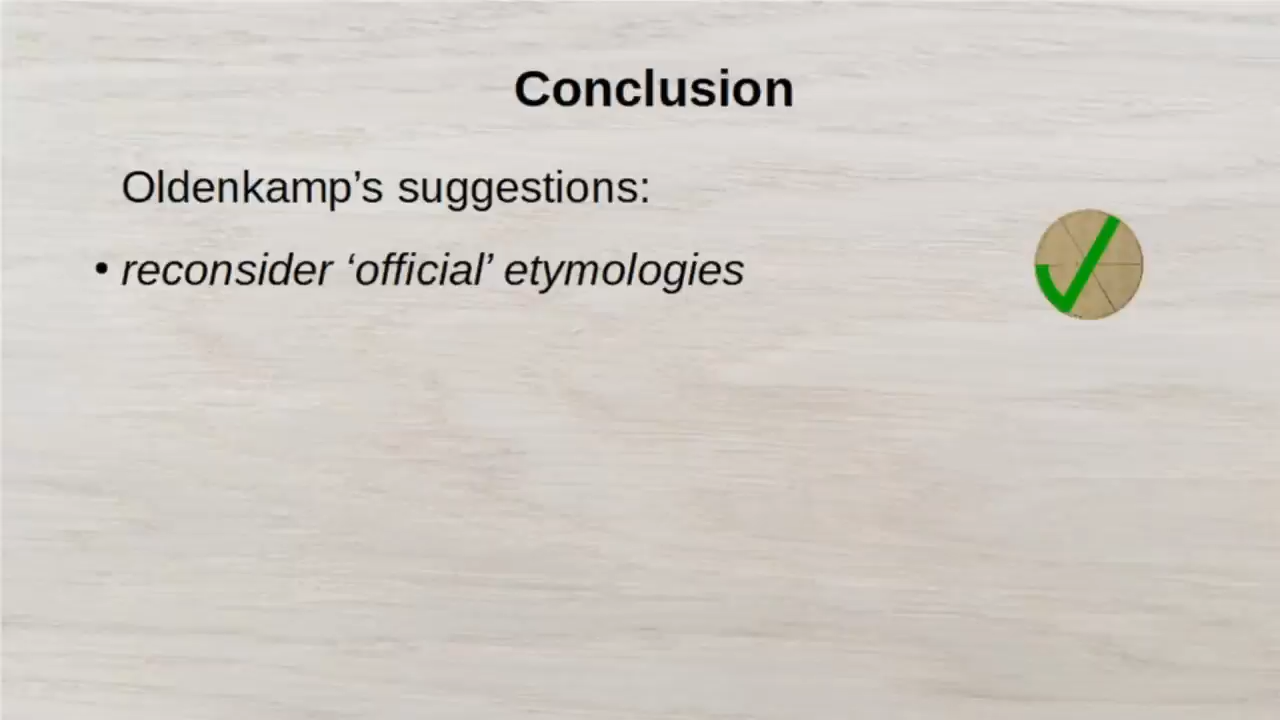 Conclusion
Oldenkamp’s suggestions:
• reconsider ‘official’ etymologies